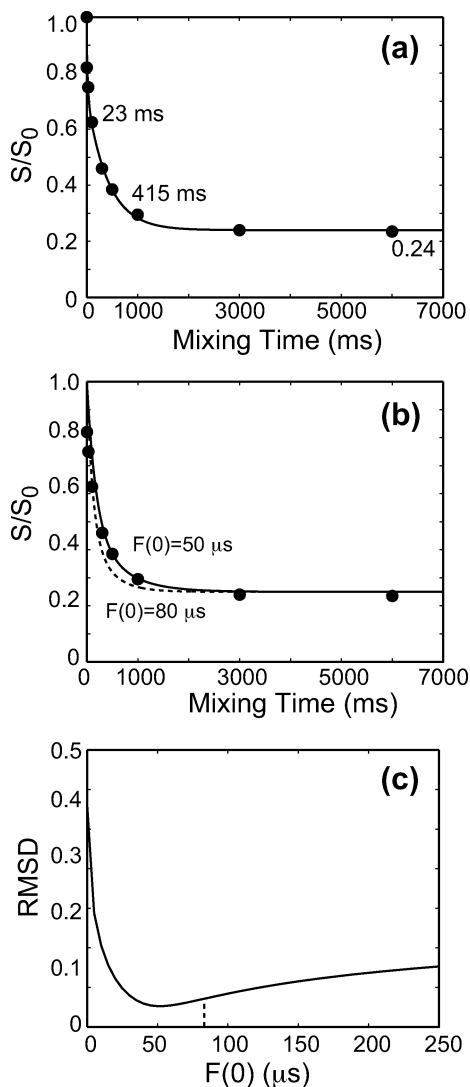 (a)
1.0
0.8
0.6
0.4
0.2
0
S/S0
23 ms
415 ms
0.24
0 1000 3000 5000 7000
Mixing Time (ms)
(b)
1.0
0.8
0.6
0.4
0.2
0
S/S0
F(0)=50 μs
F(0)=80 μs
0 1000 3000 5000 7000
Mixing Time (ms)
(c)
0.5
0.4
0.3
0.2
0.1
0
RMSD
0 50 100 150 200 250
F(0) (μs)